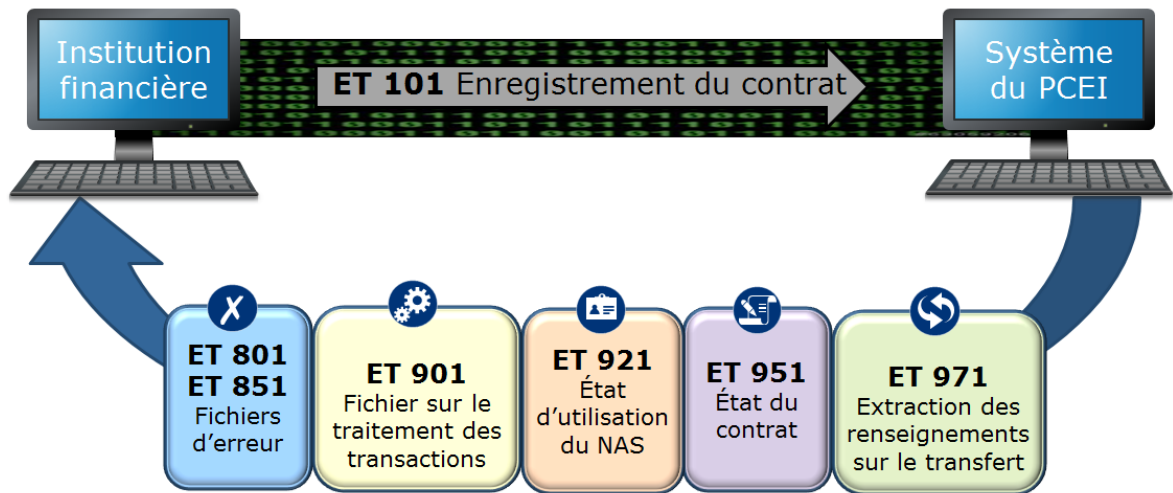 Institution
financière
ET 101 Enregistrement du contrat
Système
du PCEI
ET 801
ET 851
Fichiers
d'erreur
ET 901
Fichier sur le
traitement des
transactions
ET 921
État
d'utilisation
du NAS
ET 951
État du
contrat
ET 971
Extraction des
renseignements
sur le transfert